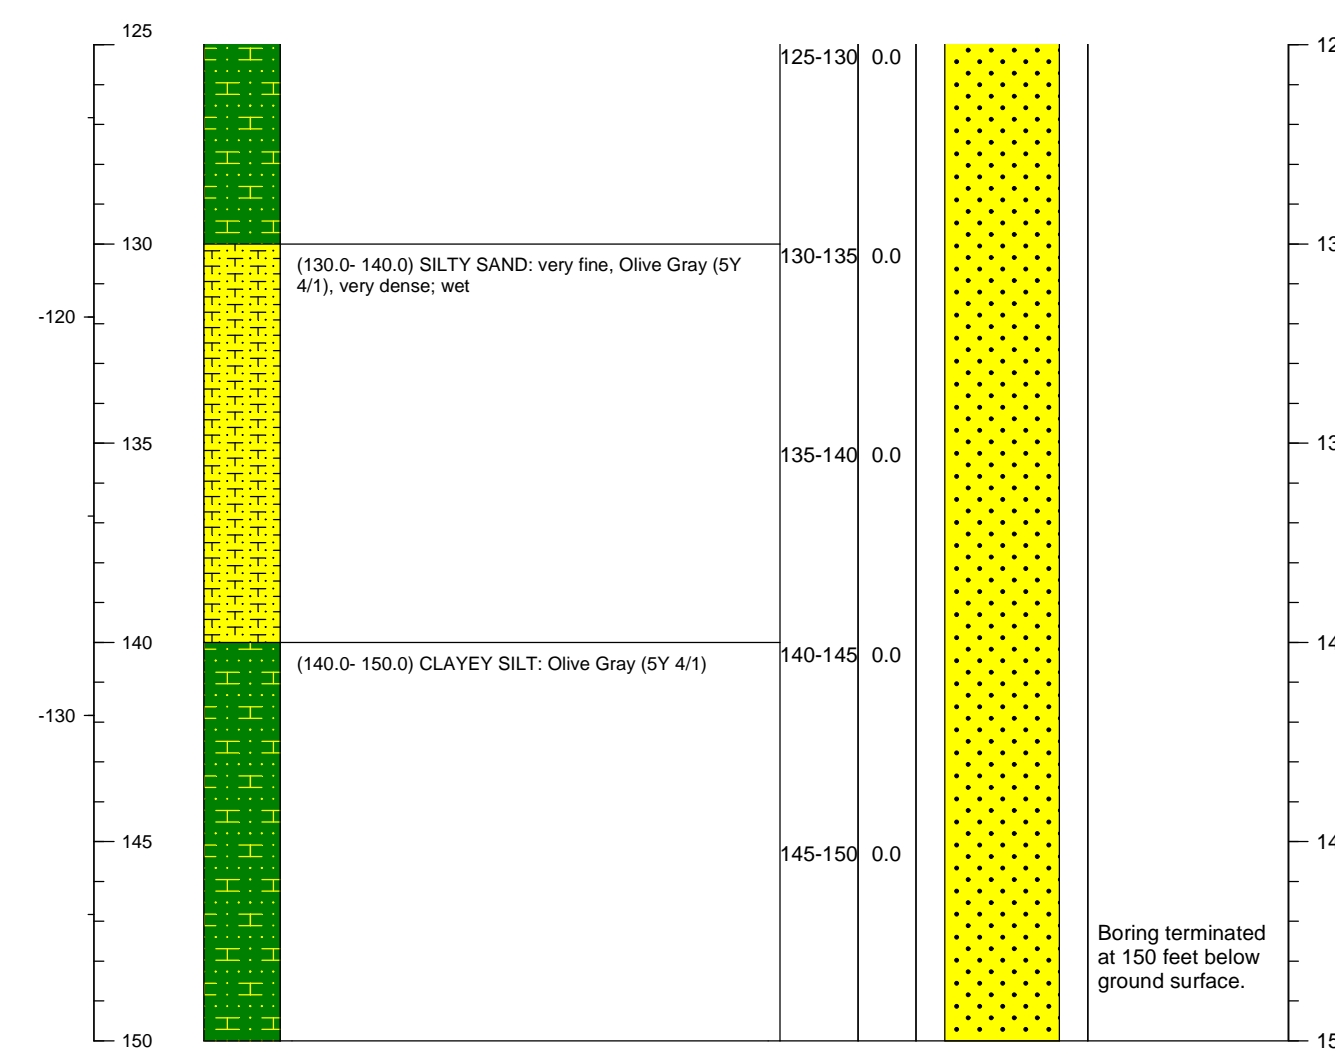 125
125-130 0.0
130
(130.0- 140.0) SILTY SAND: very fine, Olive Gray (5Y
4/1), very dense; wet
130-135 0.0
-120
135
135-140 0.0
140
(140.0- 150.0) CLAYEY SILT: Olive Gray (5Y 4/1)
140-145 0.0
-130
145
145-150 0.0
Boring terminated
at 150 feet below
ground surface.
150